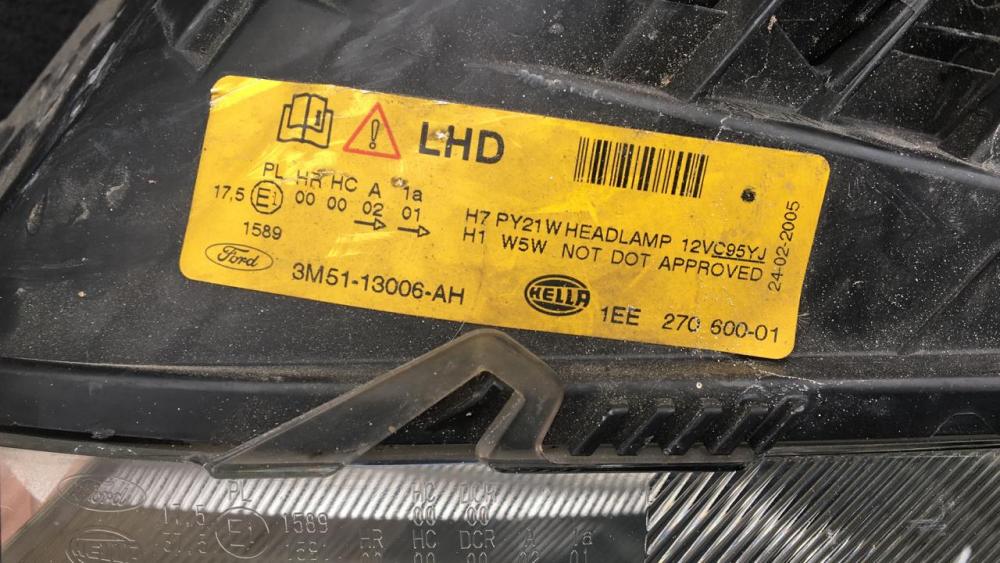 LHD
PL HR HC A 1a
17,5 E1 00 00 02 01
1589
H7 PY21W HEADLAMP 12V C95YJ
H1 W5W NOT DOT APPROVED
24-02-2005
Ford
3M51-13006-AH
HELLA
1EE 270 600-01
Ford 17,5 PL E1 1589 HC DCR
00 00
HELLA HR HC DCR A 1a